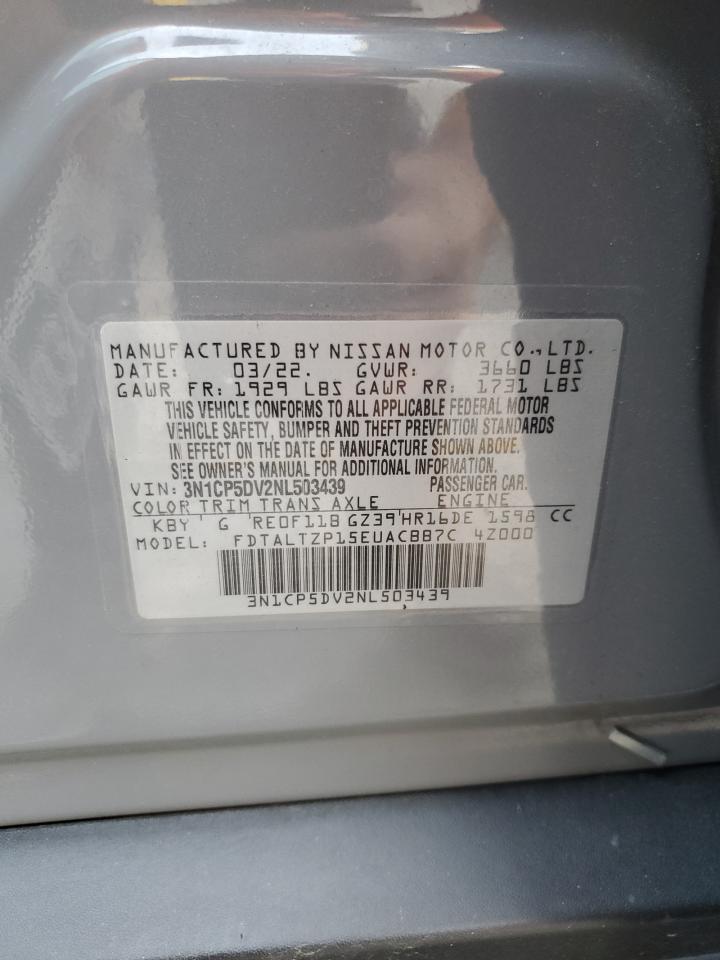 MANUFACTURED BY NISSAN MOTOR CO.,LTD.
DATE: 03/22. GVWR: 3660 LBS
GAWR FR: 1929 LBS GAWR RR: 1731 LBS
THIS VEHICLE CONFORMS TO ALL APPLICABLE FEDERAL MOTOR
VEHICLE SAFETY, BUMPER AND THEFT PREVENTION STANDARDS
IN EFFECT ON THE DATE OF MANUFACTURE SHOWN ABOVE.
SEE OWNER'S MANUAL FOR ADDITIONAL INFORMATION.
VIN: 3N1CP5DV2NL503439 PASSENGER CAR.
COLOR TRIM TRANS AXLE ENGINE
KBY G RE0F11B GZ39 HR16DE 1598 CC
MODEL: FDTALTZP15EUACBB7C 4Z000
3N1CP5DV2NL503439